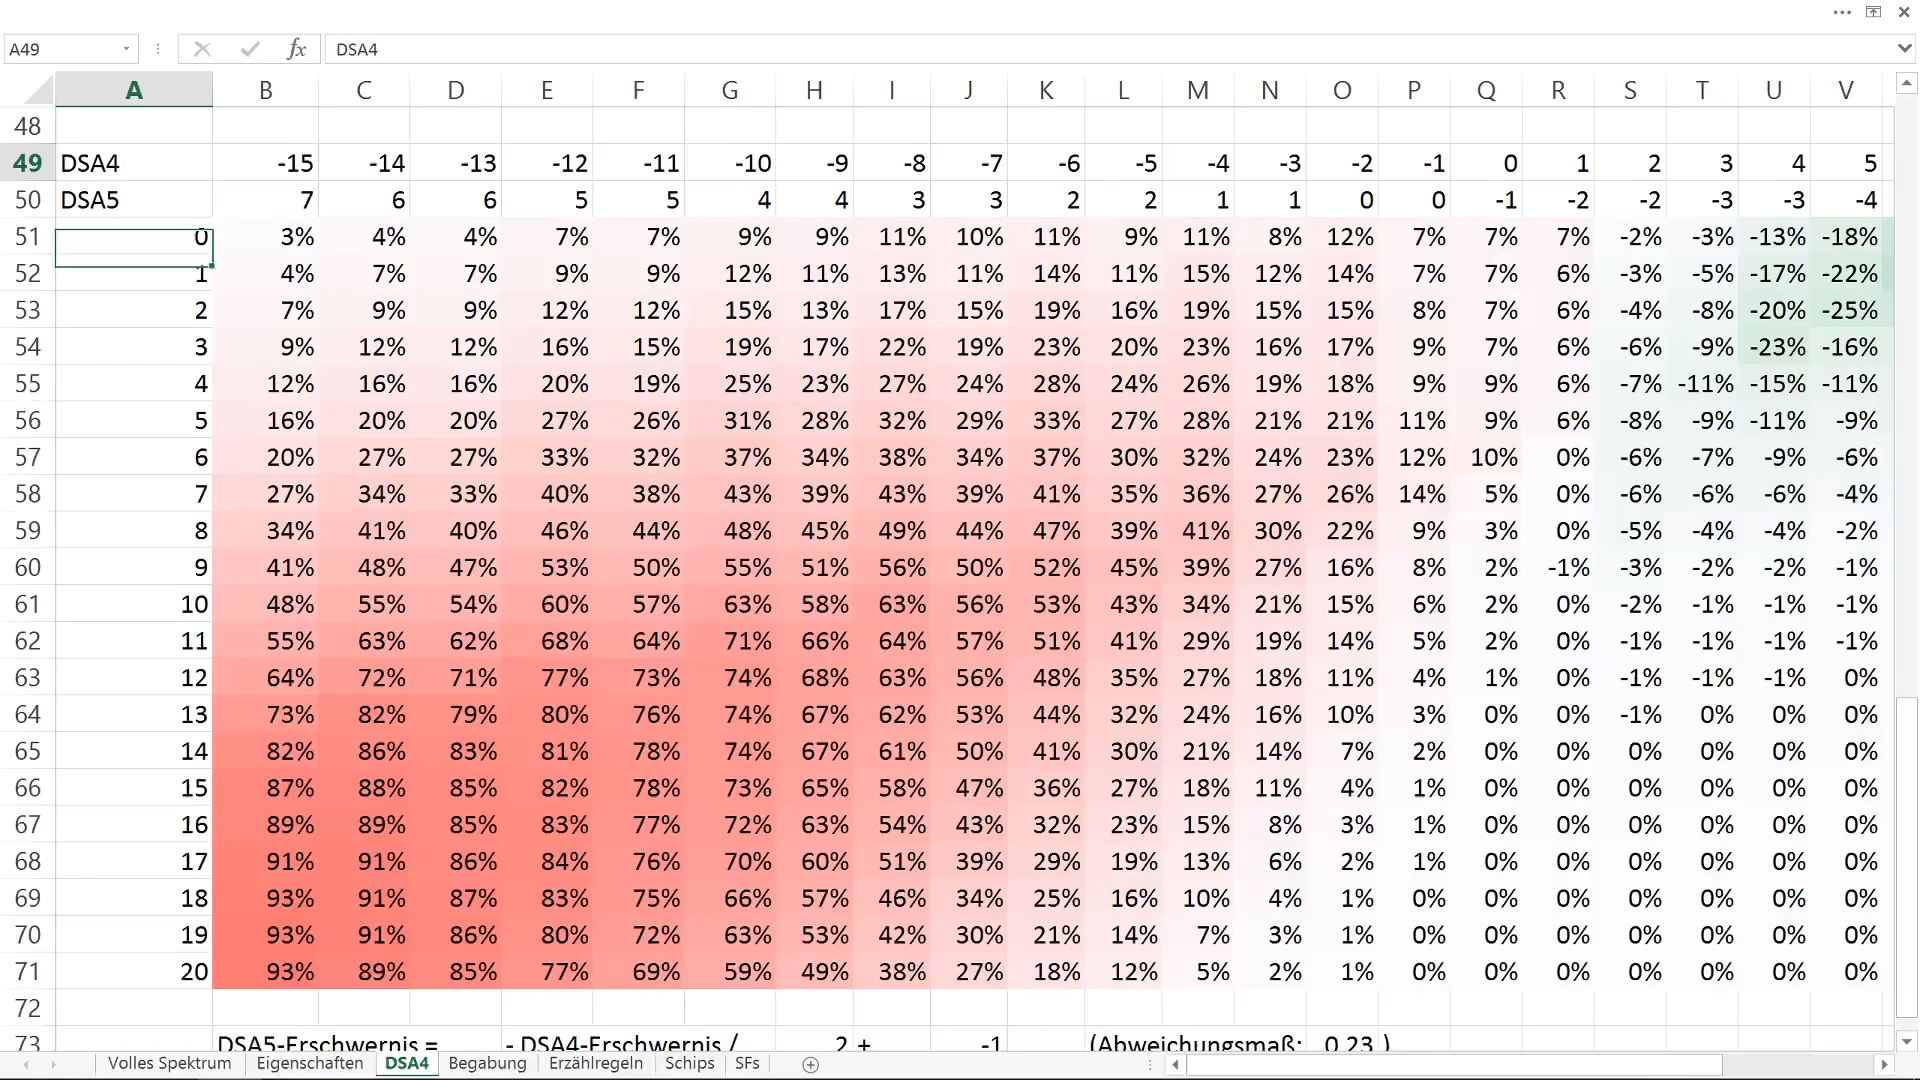 A49 fx DSA4
A B C D E F G H I J K L M N O P Q R S T U V
48
49 DSA4 -15 -14 -13 -12 -11 -10 -9 -8 -7 -6 -5 -4 -3 -2 -1 0 1 2 3 4 5
50 DSA5 7 6 6 5 5 4 4 3 3 2 2 1 1 0 0 -1 -2 -2 -3 -3 -4
51 0 3% 4% 4% 7% 7% 9% 9% 11% 10% 11% 9% 11% 8% 12% 7% 7% 7% -2% -3% -13% -18%
52 1 4% 7% 7% 9% 9% 12% 11% 13% 11% 14% 11% 15% 12% 14% 7% 7% 6% -3% -5% -17% -22%
53 2 7% 9% 9% 12% 12% 15% 13% 17% 15% 19% 16% 19% 15% 15% 8% 7% 6% -4% -8% -20% -25%
54 3 9% 12% 12% 16% 15% 19% 17% 22% 19% 23% 20% 23% 16% 17% 9% 7% 6% -6% -9% -23% -16%
55 4 12% 16% 16% 20% 19% 25% 23% 27% 24% 28% 24% 26% 19% 18% 9% 9% 6% -7% -11% -15% -11%
56 5 16% 20% 20% 27% 26% 31% 28% 32% 29% 33% 27% 28% 21% 21% 11% 9% 6% -8% -9% -11% -9%
57 6 20% 27% 27% 33% 32% 37% 34% 38% 34% 37% 30% 32% 24% 23% 12% 10% 0% -6% -7% -9% -6%
58 7 27% 34% 33% 40% 38% 43% 39% 43% 39% 41% 35% 36% 27% 26% 14% 5% 0% -6% -6% -6% -4%
59 8 34% 41% 40% 46% 44% 48% 45% 49% 44% 47% 39% 41% 30% 22% 9% 3% 0% -5% -4% -4% -2%
60 9 41% 48% 47% 53% 50% 55% 51% 56% 50% 52% 45% 39% 27% 16% 8% 2% -1% -3% -2% -2% -1%
61 10 48% 55% 54% 60% 57% 63% 58% 63% 56% 53% 43% 34% 21% 15% 6% 2% 0% -2% -1% -1% -1%
62 11 55% 63% 62% 68% 64% 71% 66% 64% 57% 51% 41% 29% 19% 14% 5% 2% 0% -1% -1% -1% -1%
63 12 64% 72% 71% 77% 73% 74% 68% 63% 56% 48% 35% 27% 18% 11% 4% 1% 0% -1% -1% -1% 0%
64 13 73% 82% 79% 80% 76% 74% 67% 62% 53% 44% 32% 24% 16% 10% 3% 0% 0% -1% 0% 0% 0%
65 14 82% 86% 83% 81% 78% 74% 67% 61% 50% 41% 30% 21% 14% 7% 2% 0% 0% 0% 0% 0% 0%
66 15 87% 88% 85% 82% 78% 73% 65% 58% 47% 36% 27% 18% 11% 4% 1% 0% 0% 0% 0% 0% 0%
67 16 89% 89% 85% 83% 77% 72% 63% 54% 43% 32% 23% 15% 8% 3% 1% 0% 0% 0% 0% 0% 0%
68 17 91% 91% 86% 84% 76% 70% 60% 51% 39% 29% 19% 13% 6% 2% 1% 0% 0% 0% 0% 0% 0%
69 18 93% 91% 87% 83% 75% 66% 57% 46% 34% 25% 16% 10% 4% 1% 0% 0% 0% 0% 0% 0% 0%
70 19 93% 91% 86% 80% 72% 63% 53% 42% 30% 21% 14% 7% 3% 1% 0% 0% 0% 0% 0% 0% 0%
71 20 93% 89% 85% 77% 69% 59% 49% 38% 27% 18% 12% 5% 2% 1% 0% 0% 0% 0% 0% 0% 0%
72
73 DSA5-Erschwernis = - DSA4-Erschwernis / 2 + -1 (Abweichungsmaß: 0,23 )
Volles Spektrum Eigenschaften DSA4 Begabung Erzählregeln Schips SFs